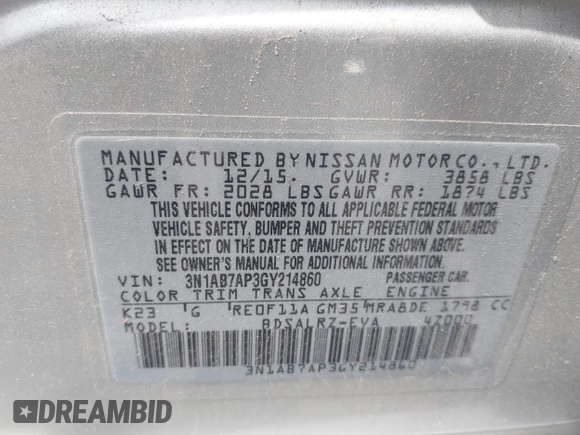 MANUFACTURED BY NISSAN MOTOR CO., LTD.
DATE: 12/15. GVWR: 3858 LBS
GAWR FR: 2028 LBS GAWR RR: 1874 LBS
THIS VEHICLE CONFORMS TO ALL APPLICABLE FEDERAL MOTOR
VEHICLE SAFETY, BUMPER AND THEFT PREVENTION STANDARDS
IN EFFECT ON THE DATE OF MANUFACTURE SHOWN ABOVE.
SEE OWNER'S MANUAL FOR ADDITIONAL INFORMATION.
VIN: 3N1AB7AP3GY214860 PASSENGER CAR.
COLOR TRIM TRANS AXLE ENGINE
K23 G RE0F11A GM35 MRA8DE 1798 CC
MODEL: BDSALRZ-EVA 47000
3N1AB7AP3GY214860
DREAMBID